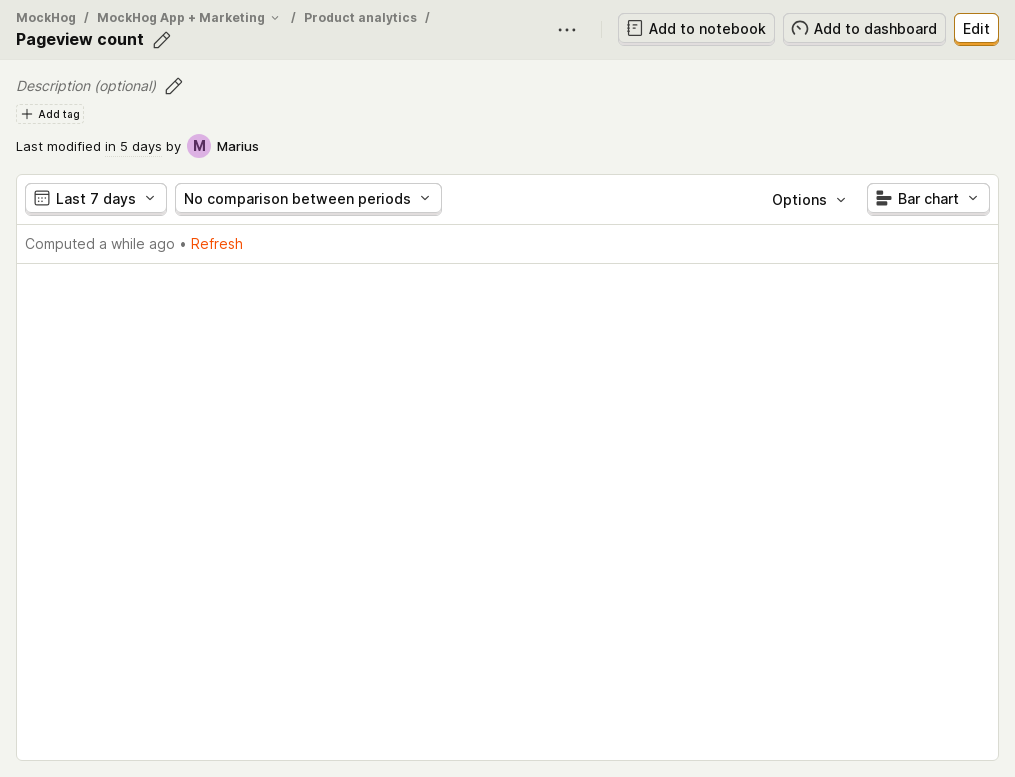 MockHog / MockHog App + Marketing / Product analytics /
Pageview count
Add to notebook
Add to dashboard
Edit
Description (optional)
Add tag
Last modified in 5 days by M Marius
Last 7 days
No comparison between periods
Options
Bar chart
Computed a while ago • Refresh